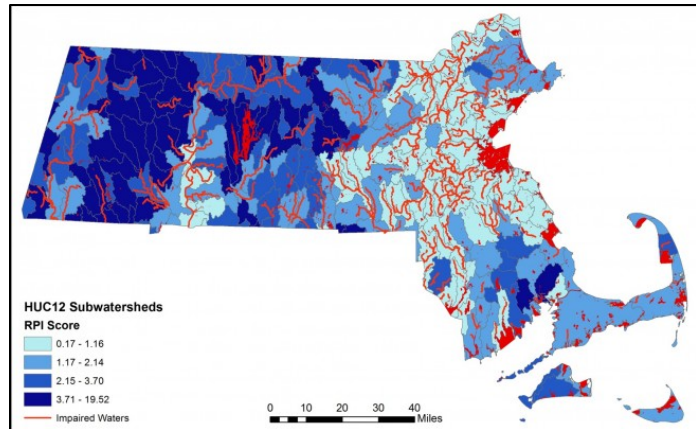 HUC12 Subwatersheds
RPI Score
0.17 - 1.16
1.17 - 2.14
2.15 - 3.70
3.71 - 19.52
Impaired Waters
0 10 20 30 40
Miles